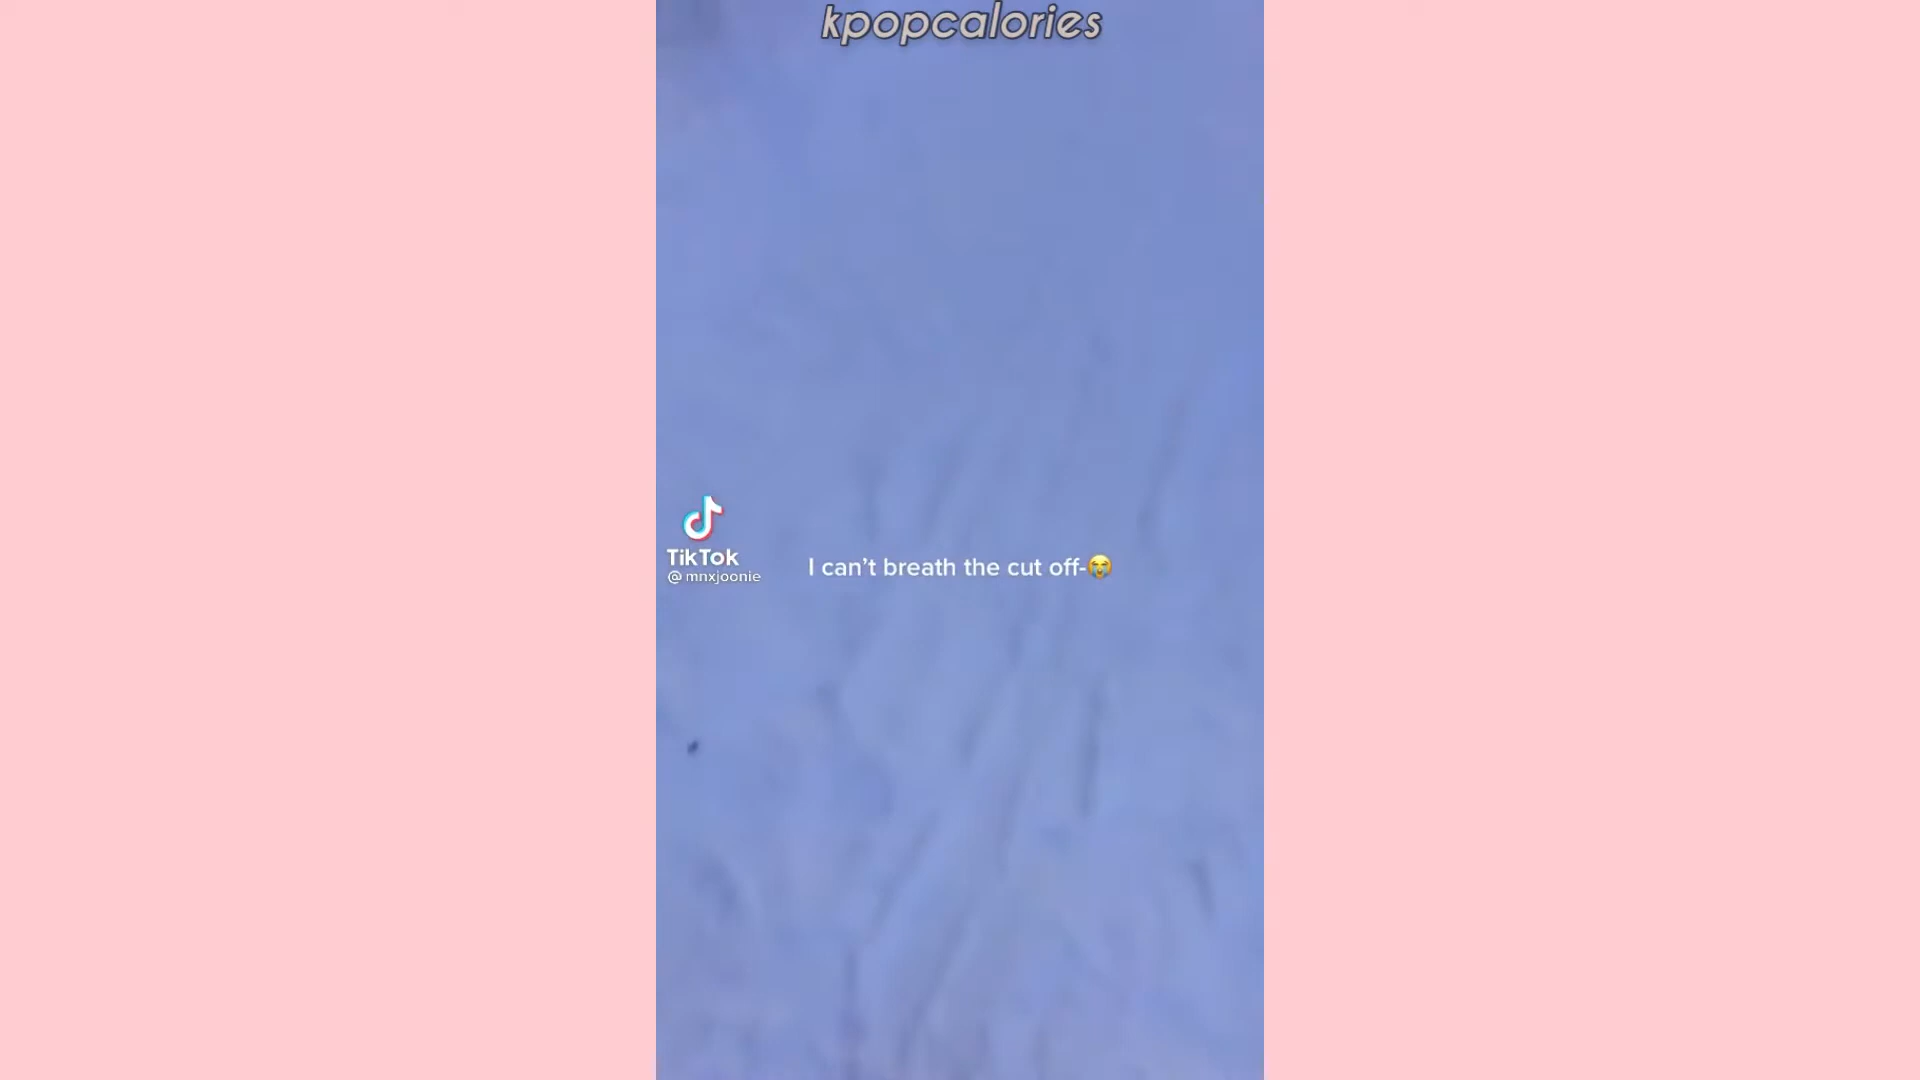 kpopcalories
TikTok
@mnxjoonie
I can't breath the cut off-😭